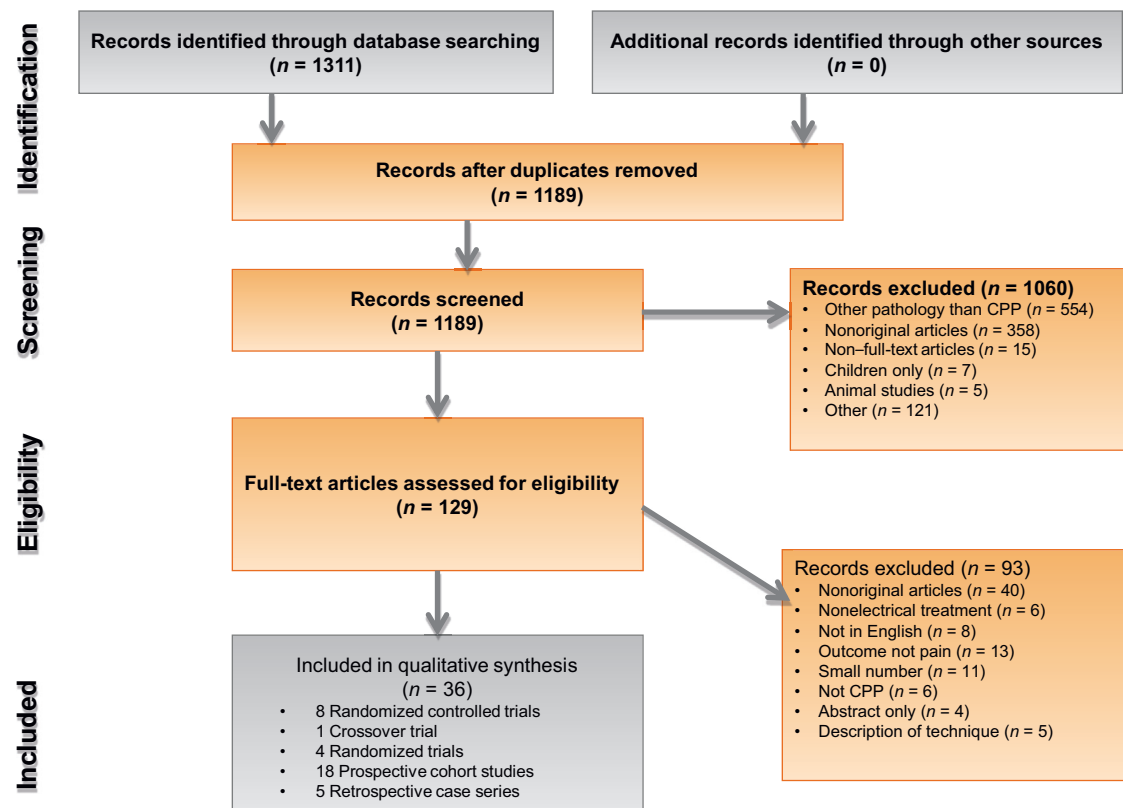 Identification
Records identified through database searching
(n = 1311)
Additional records identified through other sources
(n = 0)
Records after duplicates removed
(n = 1189)
Screening
Records screened
(n = 1189)
Records excluded (n = 1060)
• Other pathology than CPP (n = 554)
• Nonoriginal articles (n = 358)
• Non–full-text articles (n = 15)
• Children only (n = 7)
• Animal studies (n = 5)
• Other (n = 121)
Eligibility
Full-text articles assessed for eligibility
(n = 129)
Records excluded (n = 93)
• Nonoriginal articles (n = 40)
• Nonelectrical treatment (n = 6)
• Not in English (n = 8)
• Outcome not pain (n = 13)
• Small number (n = 11)
• Not CPP (n = 6)
• Abstract only (n = 4)
• Description of technique (n = 5)
Included
Included in qualitative synthesis
(n = 36)
• 8 Randomized controlled trials
• 1 Crossover trial
• 4 Randomized trials
• 18 Prospective cohort studies
• 5 Retrospective case series